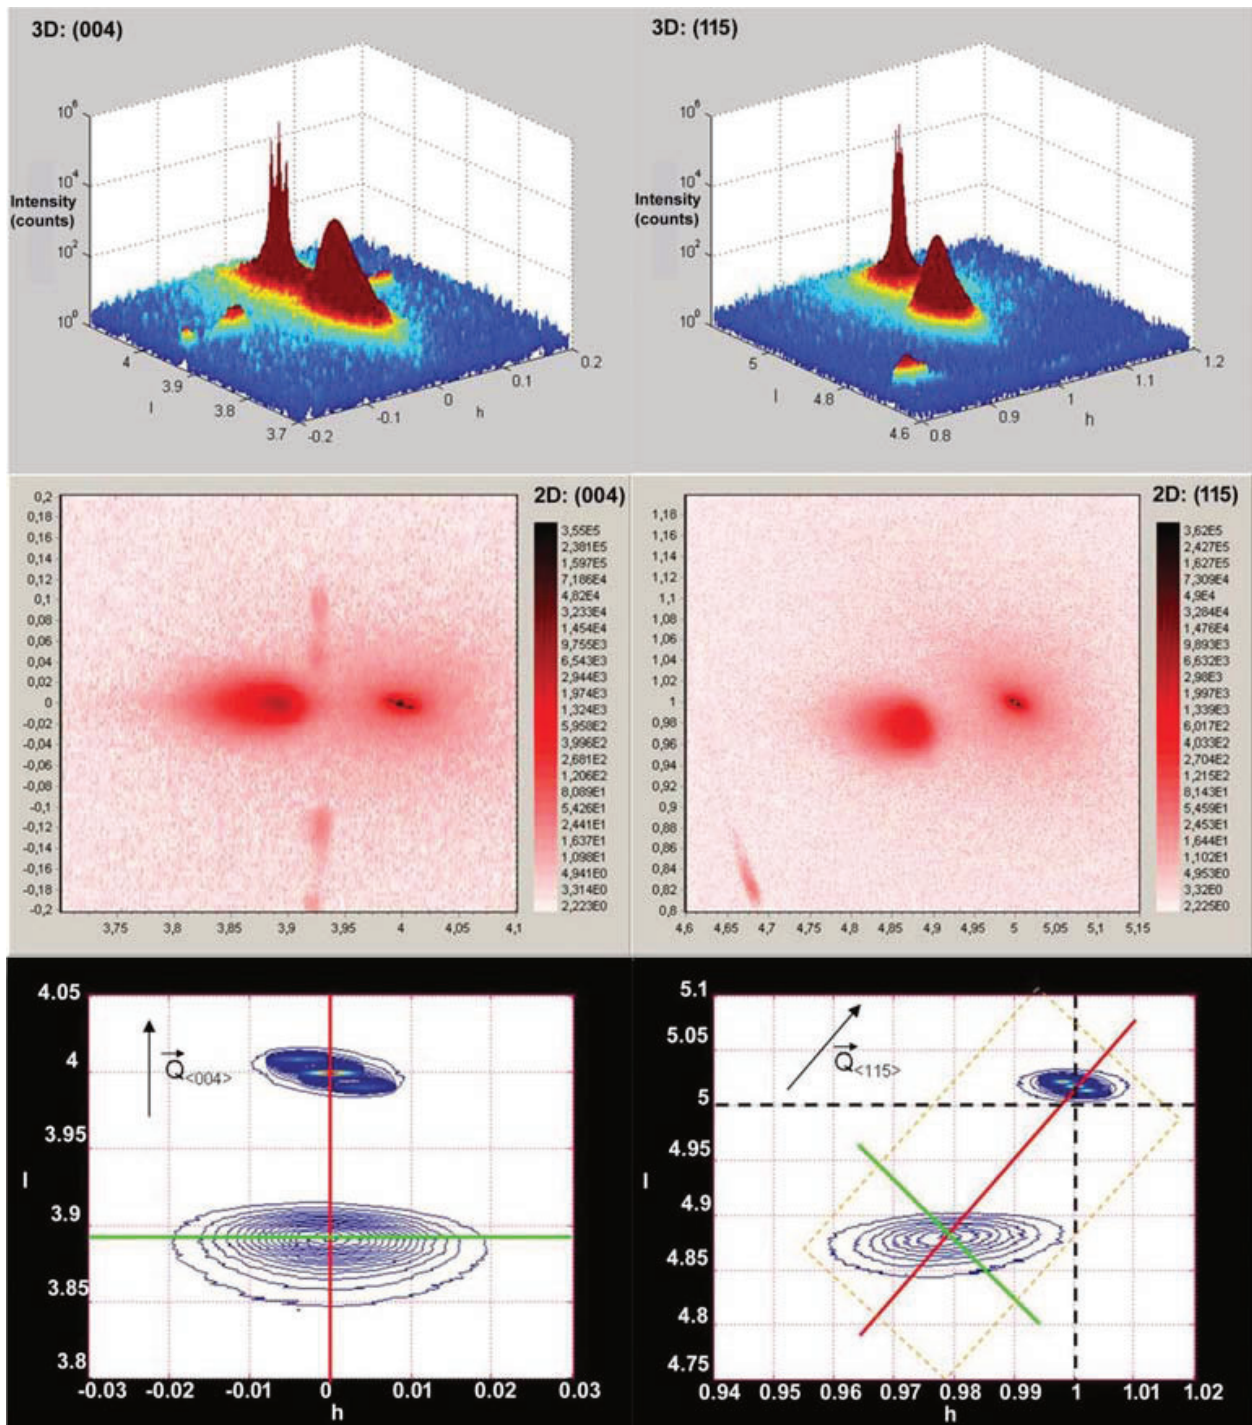 3D: (004)
10^6
10^4
Intensity
(counts)
10^2
10^0
4
3.9
3.8
3.7
l
-0.2
-0.1
0
0.1
0.2
h
3D: (115)
10^6
10^4
Intensity
(counts)
10^2
10^0
5
4.8
4.6
l
0.8
0.9
1
1.1
1.2
h
2D: (004)
0,2
0,18
0,16
0,14
0,12
0,1
0,08
0,06
0,04
0,02
0
-0,02
-0,04
-0,06
-0,08
-0,1
-0,12
-0,14
-0,16
-0,18
-0,2
3,75
3,8
3,85
3,9
3,95
4
4,05
4,1
3,55E5
2,381E5
1,597E5
7,186E4
4,82E4
3,233E4
1,454E4
9,755E3
6,543E3
2,944E3
1,974E3
1,324E3
5,958E2
3,996E2
2,681E2
1,206E2
8,089E1
5,426E1
2,441E1
1,637E1
1,098E1
4,941E0
3,314E0
2,223E0
2D: (115)
1,18
1,16
1,14
1,12
1,1
1,08
1,06
1,04
1,02
1
0,98
0,96
0,94
0,92
0,9
0,88
0,86
0,84
0,82
0,8
4,6
4,65
4,7
4,75
4,8
4,85
4,9
4,95
5
5,05
5,1
5,15
3,62E5
2,427E5
1,627E5
7,309E4
4,9E4
3,284E4
1,476E4
9,893E3
6,632E3
2,98E3
1,997E3
1,339E3
6,017E2
4,033E2
2,704E2
1,215E2
8,143E1
5,459E1
2,453E1
1,644E1
1,102E1
4,953E0
3,32E0
2,225E0
4.05
4
3.95
3.9
3.85
3.8
l
Q<004>
-0.03
-0.02
-0.01
0
0.01
0.02
0.03
h
5.1
5.05
5
4.95
4.9
4.85
4.8
4.75
l
Q<115>
0.94
0.95
0.96
0.97
0.98
0.99
1
1.01
1.02
h